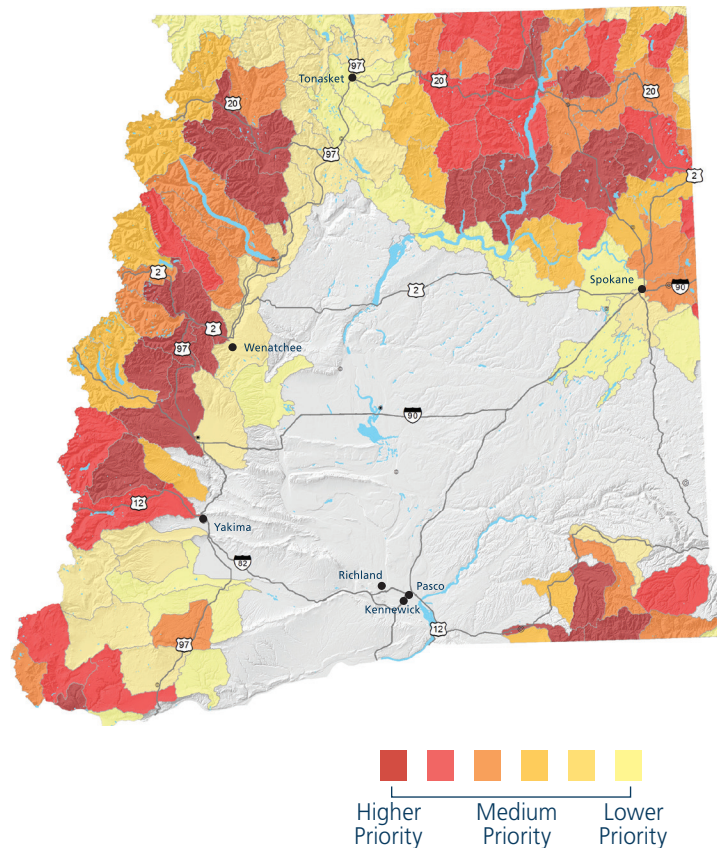 97
Tonasket
20
20
20
97
2
2
Spokane
90
2
2
Wenatchee
97
90
12
Yakima
82
Richland
Pasco
Kennewick
12
97
Higher Priority
Medium Priority
Lower Priority